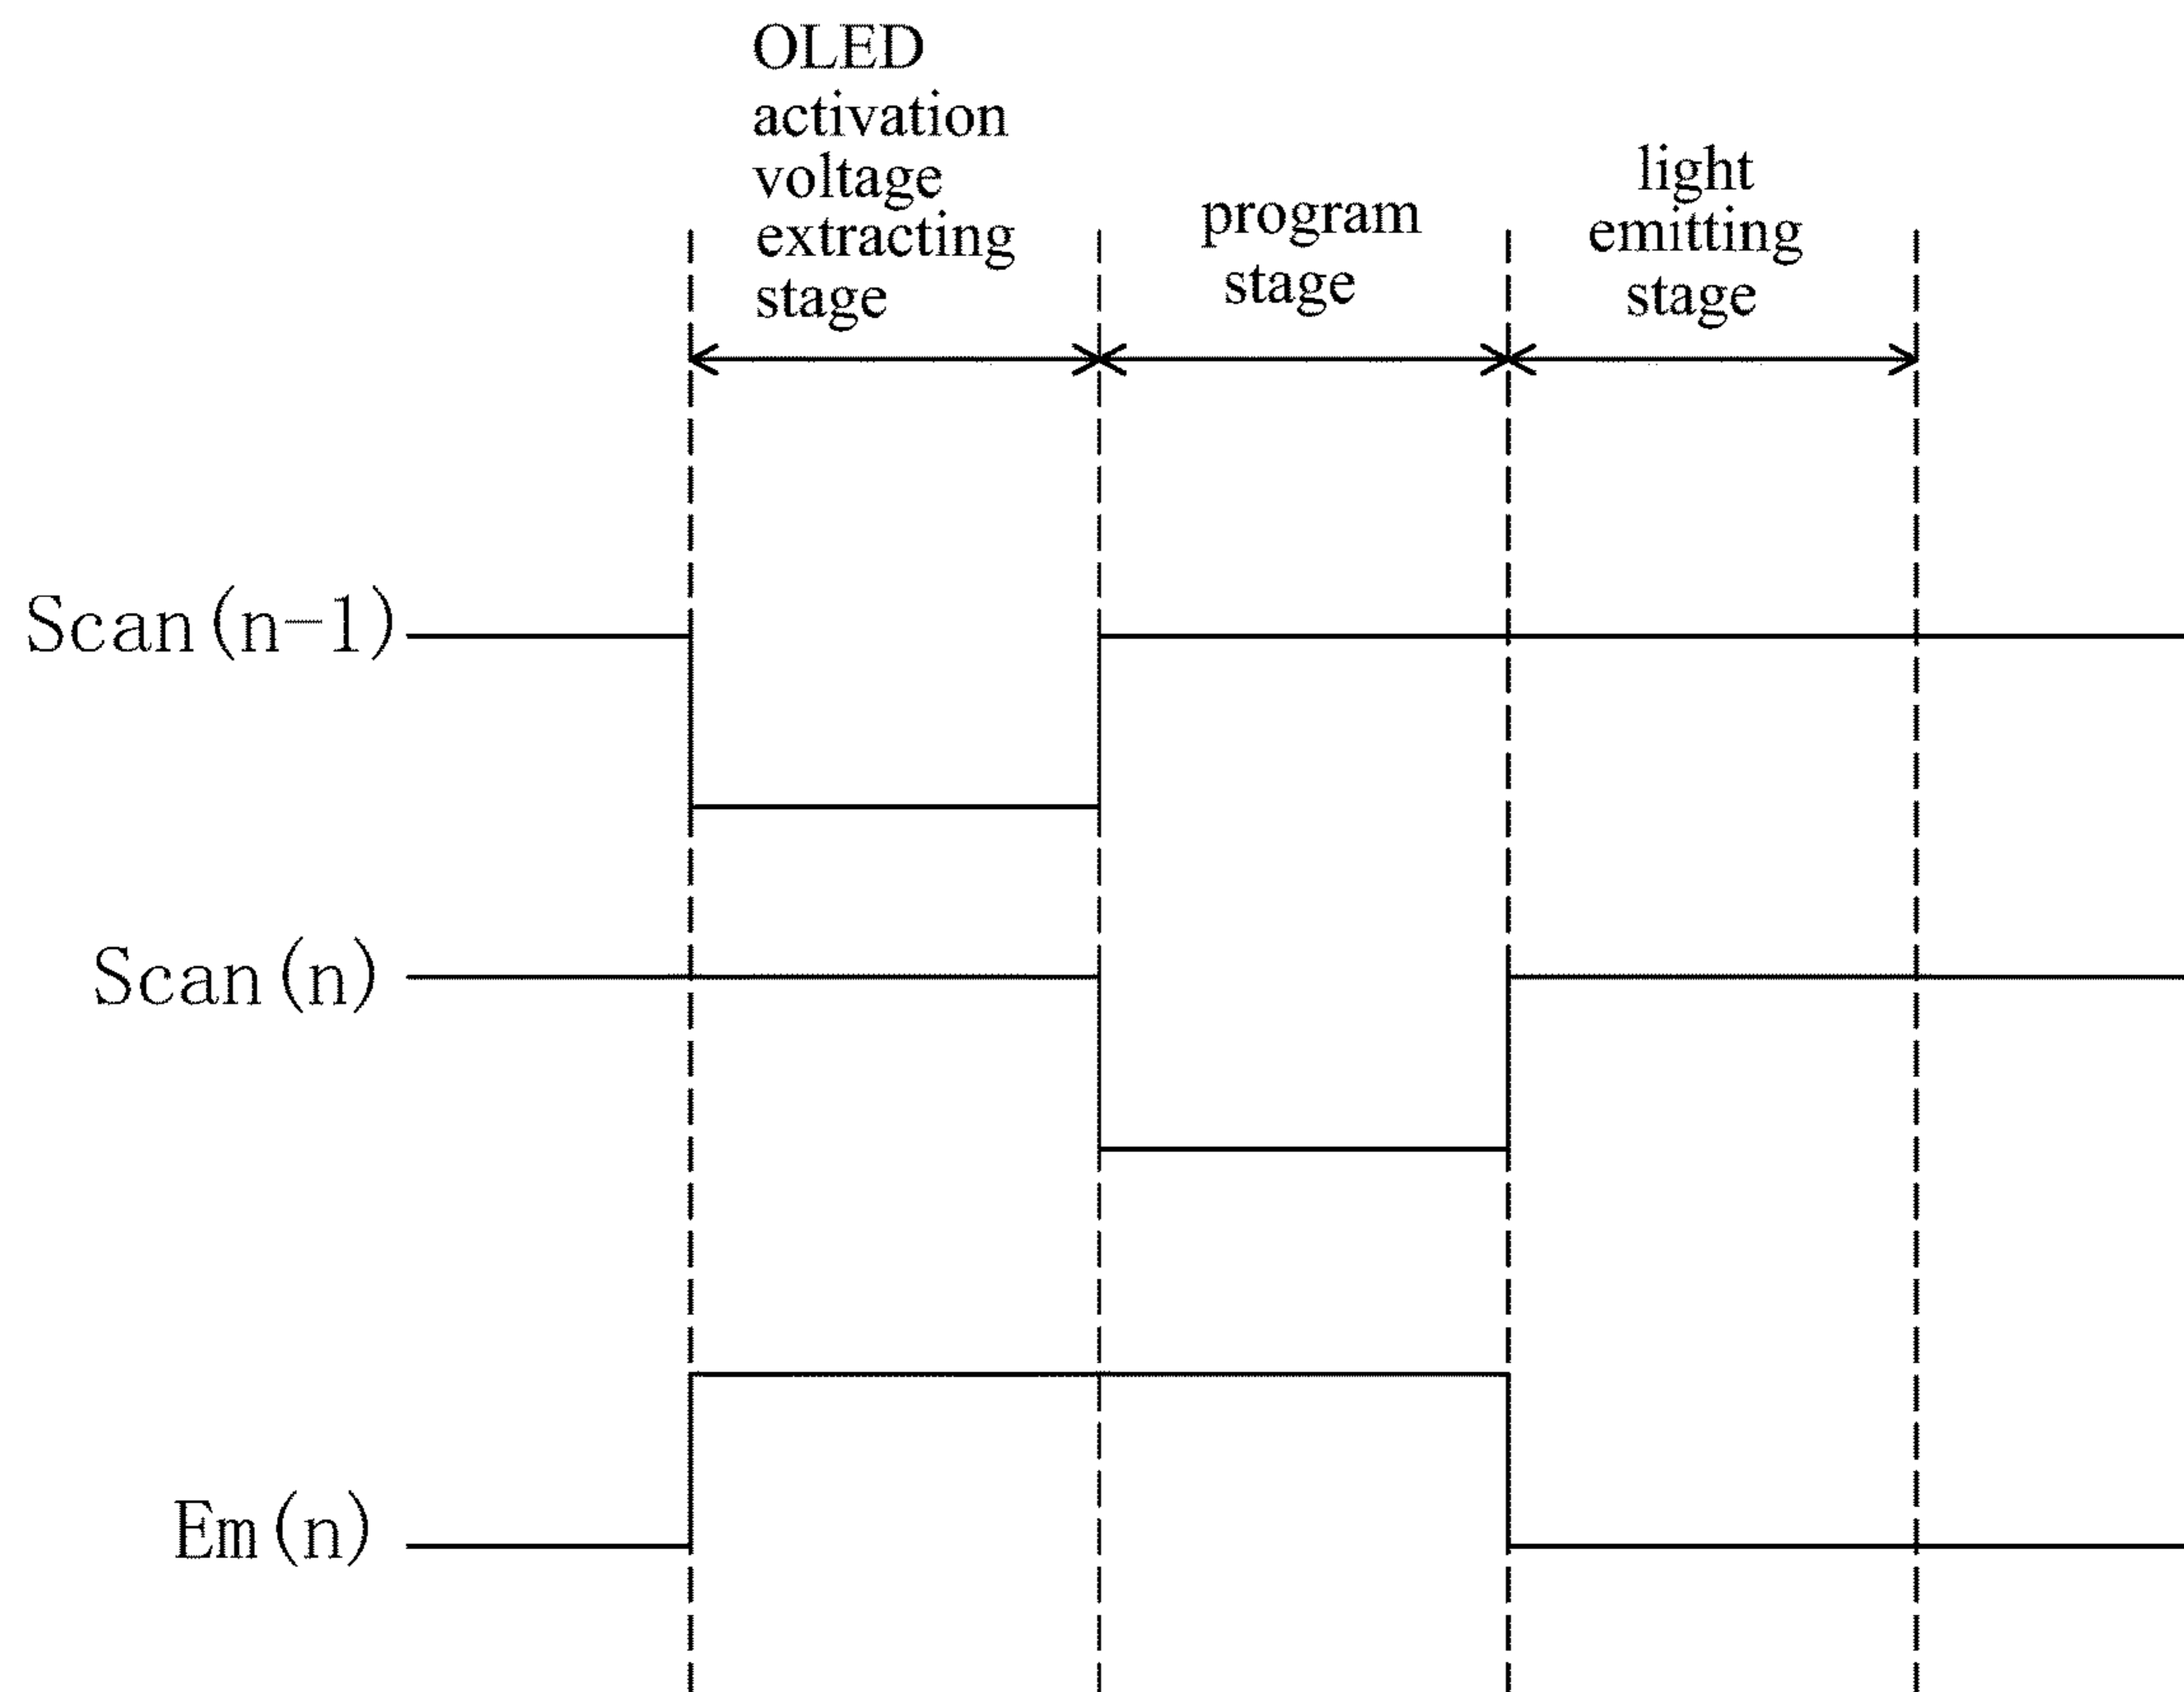 OLED
activation
voltage
extracting
stage
program
stage
light
emitting
stage
Scan(n-1)
Scan(n)
Em(n)